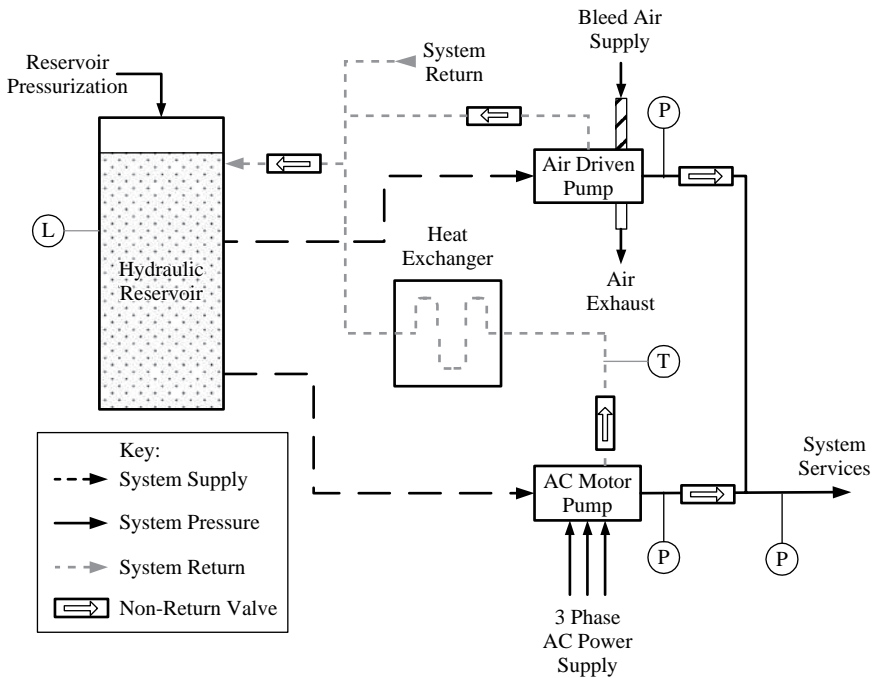 Bleed Air
Supply
System
Return
Reservoir
Pressurization
P
Air Driven
Pump
L
Heat
Exchanger
Hydraulic
Reservoir
Air
Exhaust
T
Key:
System Supply
System Pressure
System Return
Non-Return Valve
AC Motor
Pump
System
Services
P
P
3 Phase
AC Power
Supply